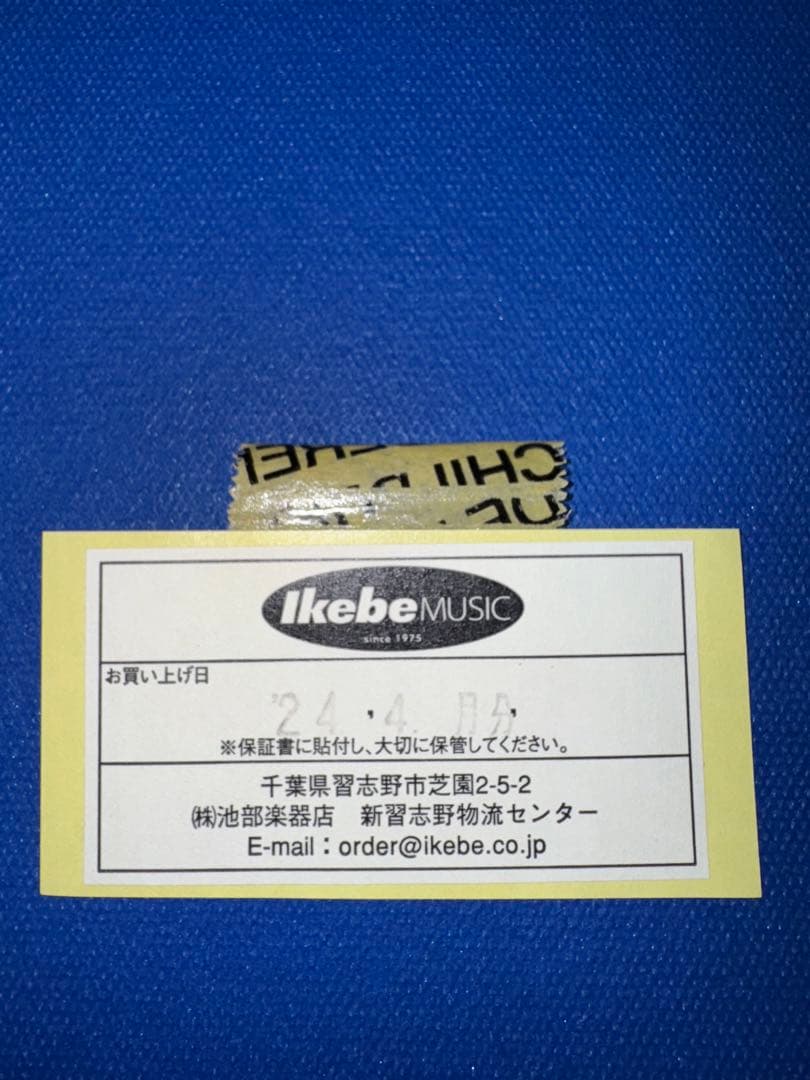 Ikebe MUSIC
since 1975
お買い上げ日
'24, 4. 月分,
※保証書に貼付し、大切に保管してください。
千葉県習志野市芝園2-5-2
㈱池部楽器店　新習志野物流センター
E-mail：order@ikebe.co.jp